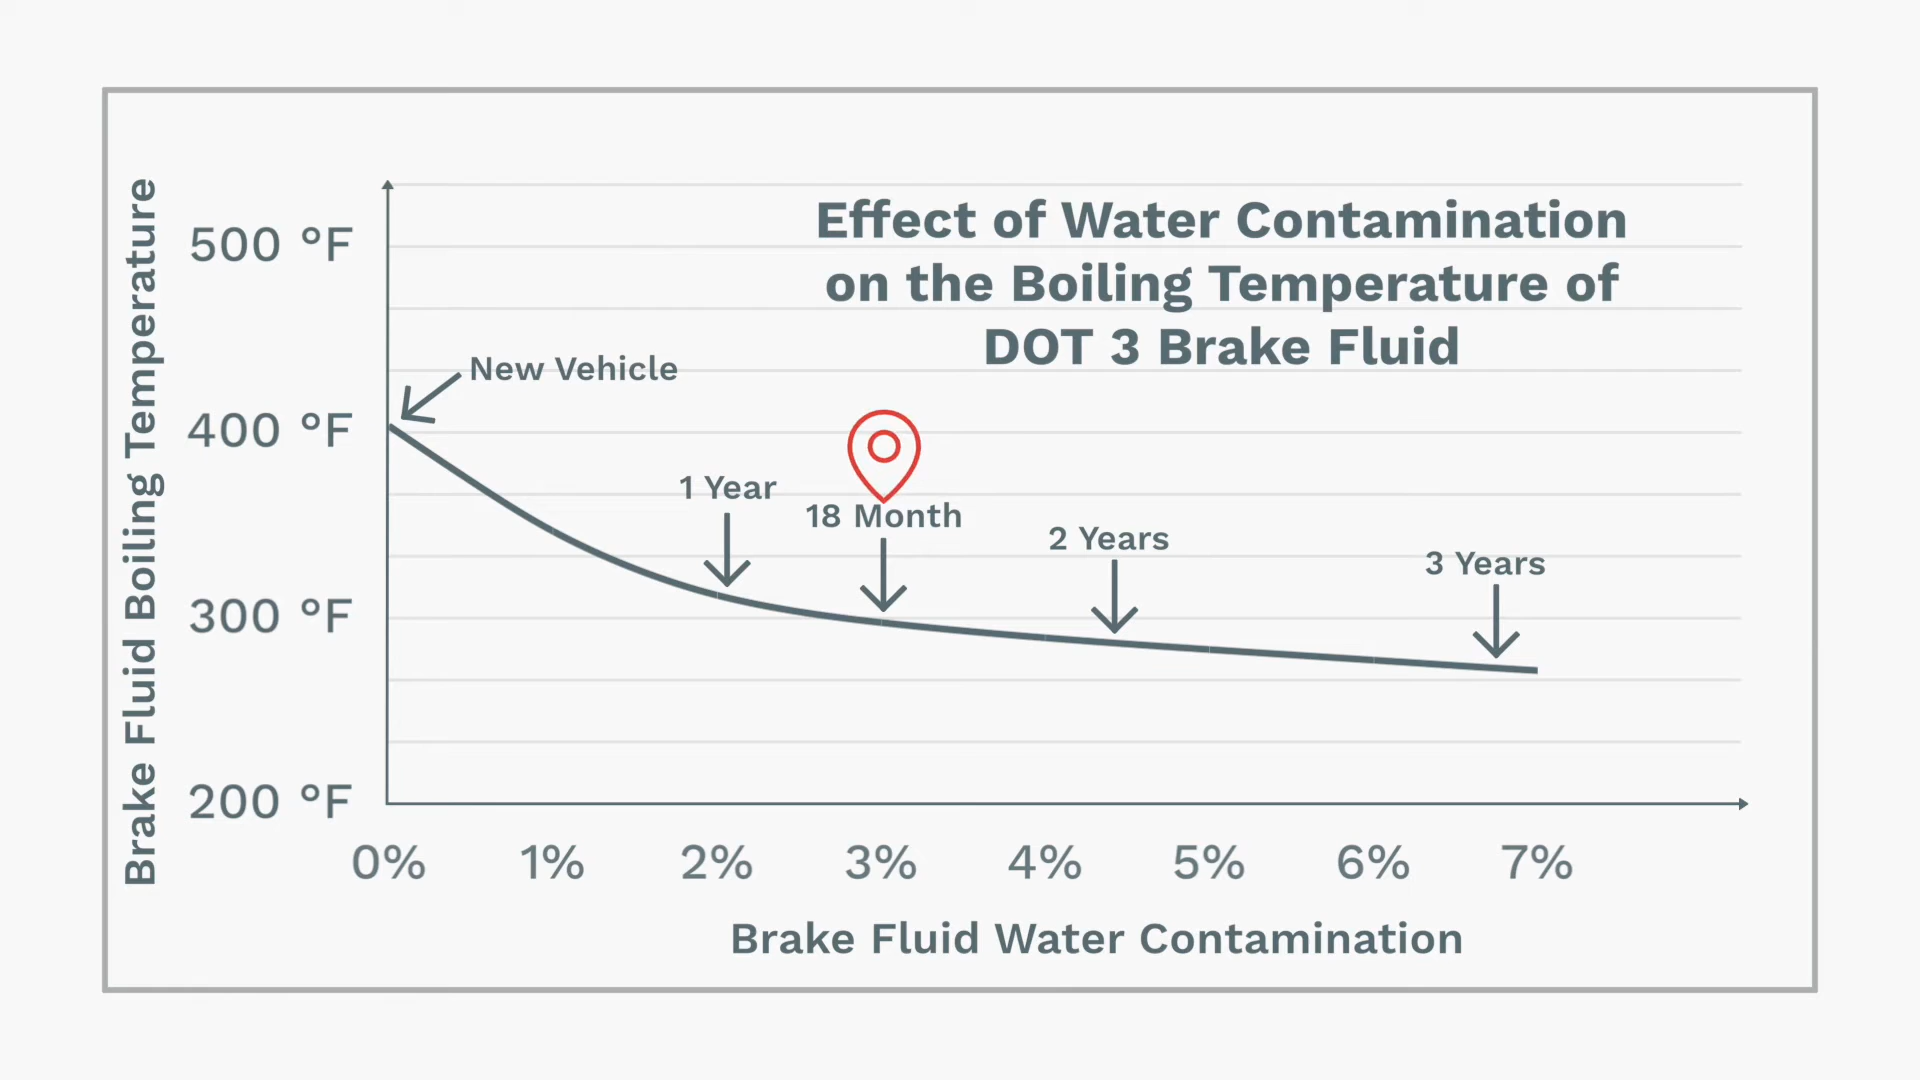 Effect of Water Contamination
on the Boiling Temperature of
DOT 3 Brake Fluid
Brake Fluid Boiling Temperature
500 °F
400 °F
300 °F
200 °F
New Vehicle
1 Year
18 Month
2 Years
3 Years
0% 1% 2% 3% 4% 5% 6% 7%
Brake Fluid Water Contamination